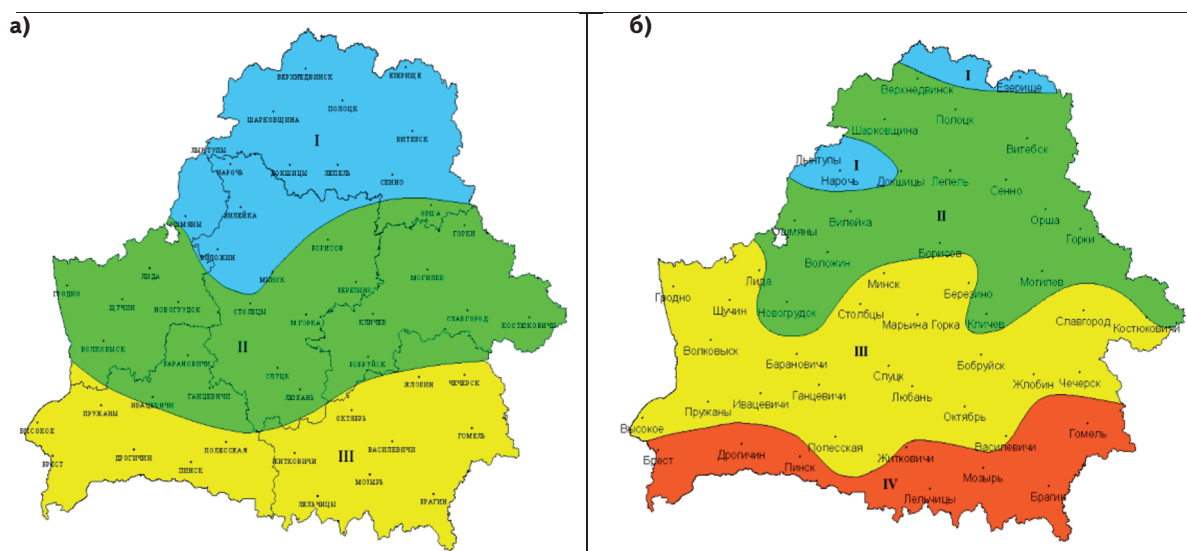 а)
ВЕРХНЕДВИНСК
ЕЗЕРИЩЕ
ПОЛОЦК
ШАРКОВЩИНА
I
ВИТЕБСК
ЛЫНТУПЫ
НАРОЧЬ
ДОКШИЦЫ
ЛЕПЕЛЬ
СЕННО
ВИЛЕЙКА
ОШМЯНЫ
ОРША
ГОРКИ
БОРИСОВ
ВОЛОЖИН
ЛИДА
МИНСК
МОГИЛЕВ
ГРОДНО
БЕРЕЗИНО
ЩУЧИН
НОВОГРУДОК
СТОЛБЦЫ
М.ГОРКА
КЛИЧЕВ
СЛАВГОРОД
КОСТЮКОВИЧИ
II
ВОЛКОВЫСК
БАРАНОВИЧИ
БОБРУЙСК
СЛУЦК
ЖЛОБИН
ЧЕЧЕРСК
ГАНЦЕВИЧИ
ЛЮБАНЬ
ИВАЦЕВИЧИ
ПРУЖАНЫ
ОКТЯБРЬ
ВЫСОКОЕ
ГОМЕЛЬ
ПОЛЕССКАЯ
ВАСИЛЕВИЧИ
III
БРЕСТ
ДРОГИЧИН
ПИНСК
ЖИТКОВИЧИ
МОЗЫРЬ
ЛЕЛЬЧИЦЫ
БРАГИН
б)
I
Верхнедвинск
Езерище
Полоцк
Шарковщина
Витебск
Лынтупы
I
Нарочь
Докшицы
Лепель
Сенно
II
Вилейка
Орша
Ошмяны
Горки
Борисев
Воложин
Лида
Минск
Могилев
Гродно
Березино
Щучин
Новогрудок
Столбцы
Марьина Горка
Кличев
Славгород
Костюковичи
Волковыск
III
Барановичи
Бобруйск
Слуцк
Жлобин
Чечерск
Ганцевичи
Любань
Ивацевичи
Пружаны
Октябрь
Высокое
Гомель
Полесская
Василевичи
Брест
Дрогичин
Пинск
Житковичи
Мозырь
IV
Лельчицы
Брагин